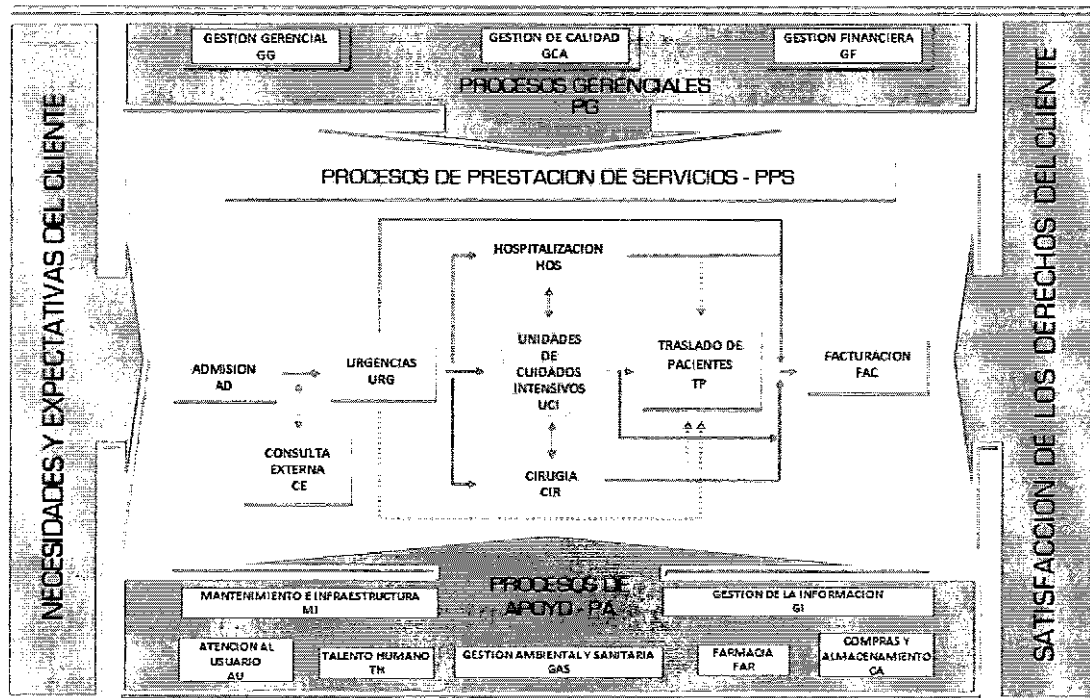 GESTION GERENCIAL
GG
GESTION DE CALIDAD
GCA
GESTION FINANCIERA
GF
PROCESOS GERENCIALES
PG
NECESIDADES Y EXPECTATIVAS DEL CLIENTE
SATISFACCION DE LOS DERECHOS DEL CLIENTE
PROCESOS DE PRESTACION DE SERVICIOS - PPS
HOSPITALIZACION
HOS
ADMISION
AD
URGENCIAS
URG
UNIDADES
DE
CUIDADOS
INTENSIVOS
UCI
TRASLADO DE
PACIENTES
TP
FACTURACION
FAC
CONSULTA
EXTERNA
CE
CIRUGIA
CIR
PROCESOS DE
APOYO - PA
MANTENIMIENTO E INFRAESTRUCTURA
MI
GESTION DE LA INFORMACION
GI
ATENCION AL
USUARIO
AU
TALENTO HUMANO
TH
GESTION AMBIENTAL Y SANITARIA
GAS
FARMACIA
FAR
COMPRAS Y
ALMACENAMIENTO
CA